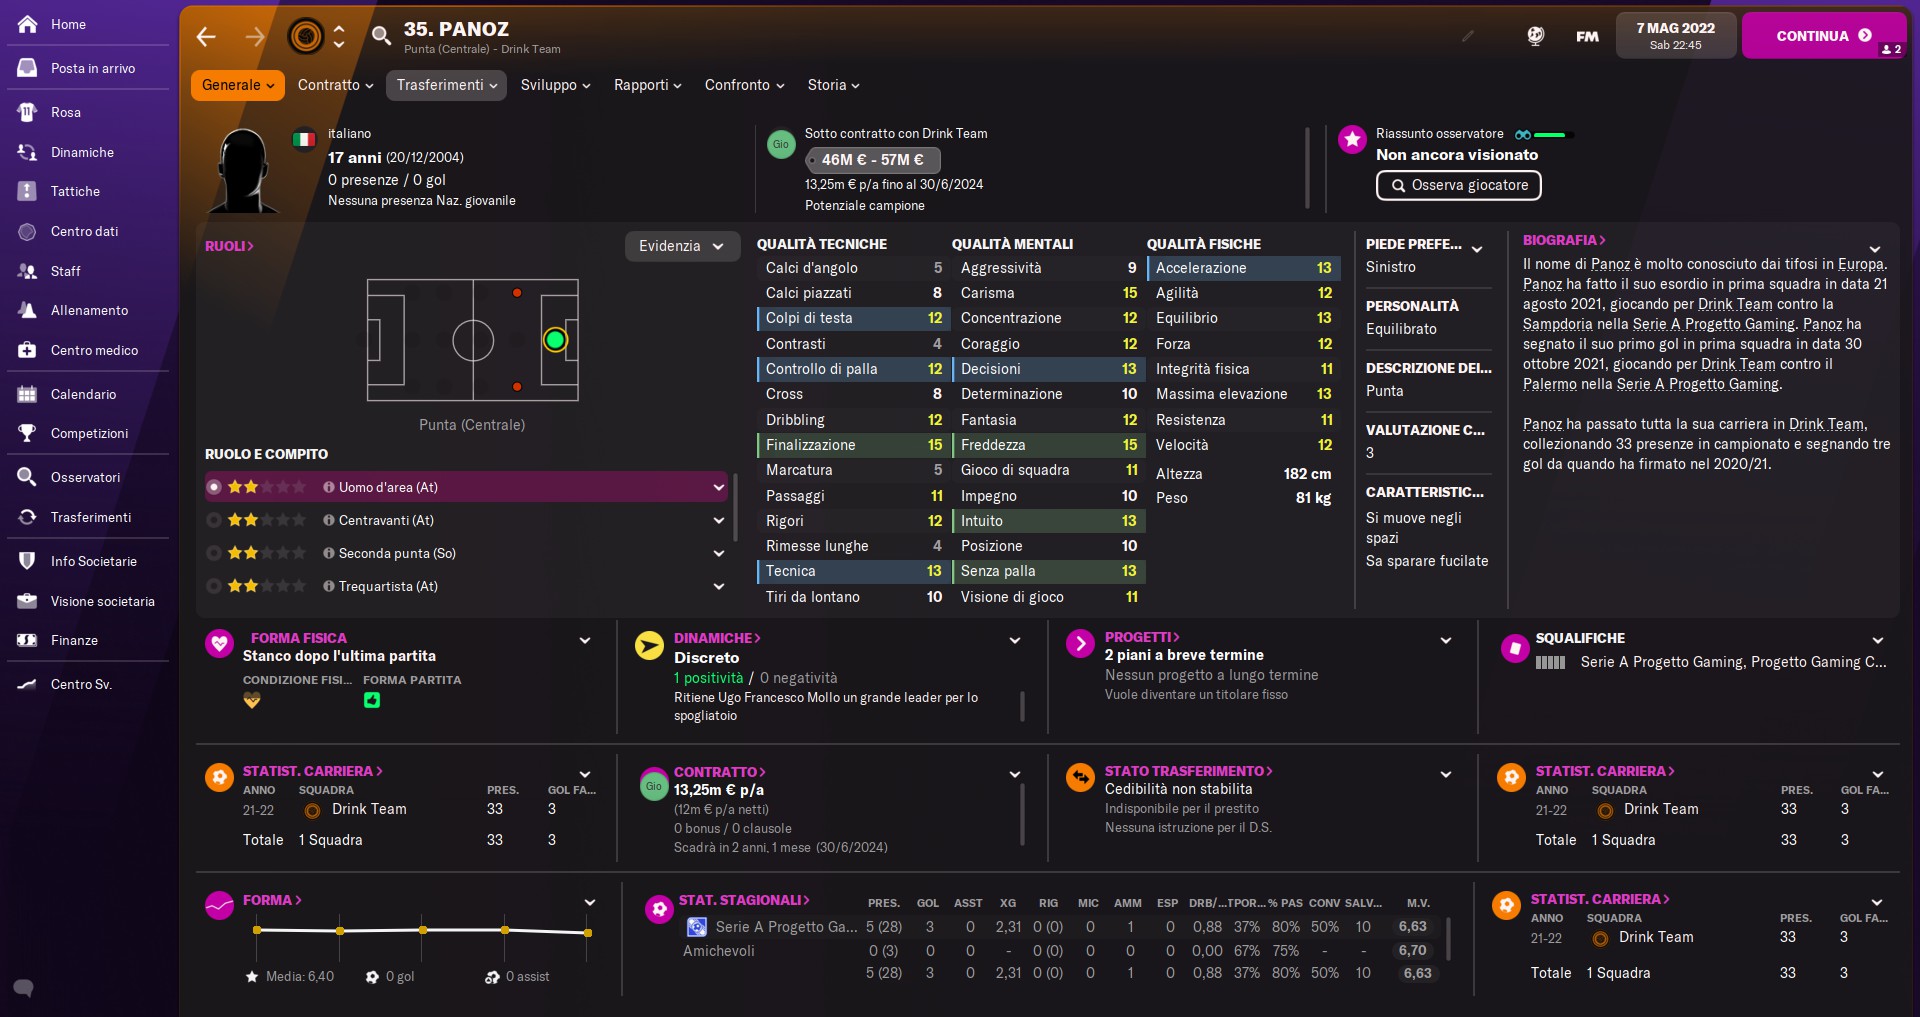 Home
Posta in arrivo
Rosa
Dinamiche
Tattiche
Centro dati
Staff
Allenamento
Centro medico
Calendario
Competizioni
Osservatori
Trasferimenti
Info Societarie
Visione societaria
Finanze
Centro Sv.
35. PANOZ
Punta (Centrale) - Drink Team
FM
7 MAG 2022
Sab 22:45
CONTINUA
2
Generale
Contratto
Trasferimenti
Sviluppo
Rapporti
Confronto
Storia
italiano
17 anni (20/12/2004)
0 presenze / 0 gol
Nessuna presenza Naz. giovanile
Gio
Sotto contratto con Drink Team
46M € - 57M €
13,25m € p/a fino al 30/6/2024
Potenziale campione
Riassunto osservatore
Non ancora visionato
Osserva giocatore
RUOLI
Evidenzia
Punta (Centrale)
RUOLO E COMPITO
Uomo d'area (At)
Centravanti (At)
Seconda punta (So)
Trequartista (At)
QUALITÀ TECNICHE
Calci d'angolo 5
Calci piazzati 8
Colpi di testa 12
Contrasti 4
Controllo di palla 12
Cross 8
Dribbling 12
Finalizzazione 15
Marcatura 5
Passaggi 11
Rigori 12
Rimesse lunghe 4
Tecnica 13
Tiri da lontano 10
QUALITÀ MENTALI
Aggressività 9
Carisma 15
Concentrazione 12
Coraggio 12
Decisioni 13
Determinazione 10
Fantasia 12
Freddezza 15
Gioco di squadra 11
Impegno 10
Intuito 13
Posizione 10
Senza palla 13
Visione di gioco 11
QUALITÀ FISICHE
Accelerazione 13
Agilità 12
Equilibrio 13
Forza 12
Integrità fisica 11
Massima elevazione 13
Resistenza 11
Velocità 12
Altezza 182 cm
Peso 81 kg
PIEDE PREFE...
Sinistro
PERSONALITÀ
Equilibrato
DESCRIZIONE DEI...
Punta
VALUTAZIONE C...
3
CARATTERISTIC...
Si muove negli
spazi
Sa sparare fucilate
BIOGRAFIA
Il nome di Panoz è molto conosciuto dai tifosi in Europa.
Panoz ha fatto il suo esordio in prima squadra in data 21
agosto 2021, giocando per Drink Team contro la
Sampdoria nella Serie A Progetto Gaming. Panoz ha
segnato il suo primo gol in prima squadra in data 30
ottobre 2021, giocando per Drink Team contro il
Palermo nella Serie A Progetto Gaming.
Panoz ha passato tutta la sua carriera in Drink Team,
collezionando 33 presenze in campionato e segnando tre
gol da quando ha firmato nel 2020/21.
FORMA FISICA
Stanco dopo l'ultima partita
CONDIZIONE FISI... FORMA PARTITA
DINAMICHE
Discreto
1 positività / 0 negatività
Ritiene Ugo Francesco Mollo un grande leader per lo
spogliatoio
PROGETTI
2 piani a breve termine
Nessun progetto a lungo termine
Vuole diventare un titolare fisso
SQUALIFICHE
Serie A Progetto Gaming, Progetto Gaming C...
STATIST. CARRIERA
ANNO SQUADRA PRES. GOL FA...
21-22 Drink Team 33 3
Totale 1 Squadra 33 3
Gio
CONTRATTO
13,25m € p/a
(12m € p/a netti)
0 bonus / 0 clausole
Scadrà in 2 anni, 1 mese (30/6/2024)
STATO TRASFERIMENTO
Cedibilità non stabilita
Indisponibile per il prestito
Nessuna istruzione per il D.S.
STATIST. CARRIERA
ANNO SQUADRA PRES. GOL FA...
21-22 Drink Team 33 3
Totale 1 Squadra 33 3
FORMA
Media: 6,40 0 gol 0 assist
STAT. STAGIONALI PRES. GOL ASST XG RIG MIC AMM ESP DRB/... TPOR... % PAS CONV SALV... M.V.
Serie A Progetto Ga... 5 (28) 3 0 2,31 0 (0) 0 1 0 0,88 37% 80% 50% 10 6,63
Amichevoli 0 (3) 0 0 - 0 (0) 0 0 0 0,00 67% 75% - - 6,70
5 (28) 3 0 2,31 0 (0) 0 1 0 0,88 37% 80% 50% 10 6,63
STATIST. CARRIERA
ANNO SQUADRA PRES. GOL FA...
21-22 Drink Team 33 3
Totale 1 Squadra 33 3